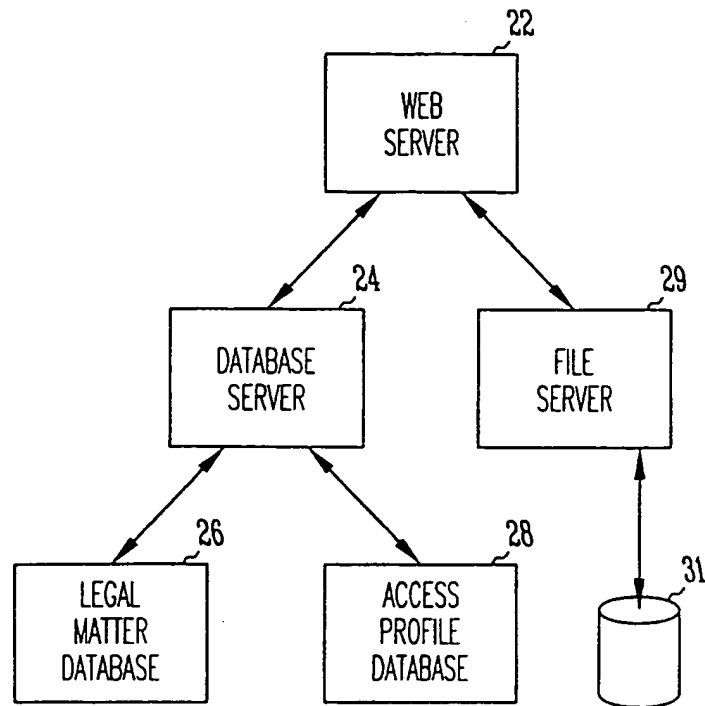 22
WEB
SERVER
24
DATABASE
SERVER
29
FILE
SERVER
26
LEGAL
MATTER
DATABASE
28
ACCESS
PROFILE
DATABASE
31